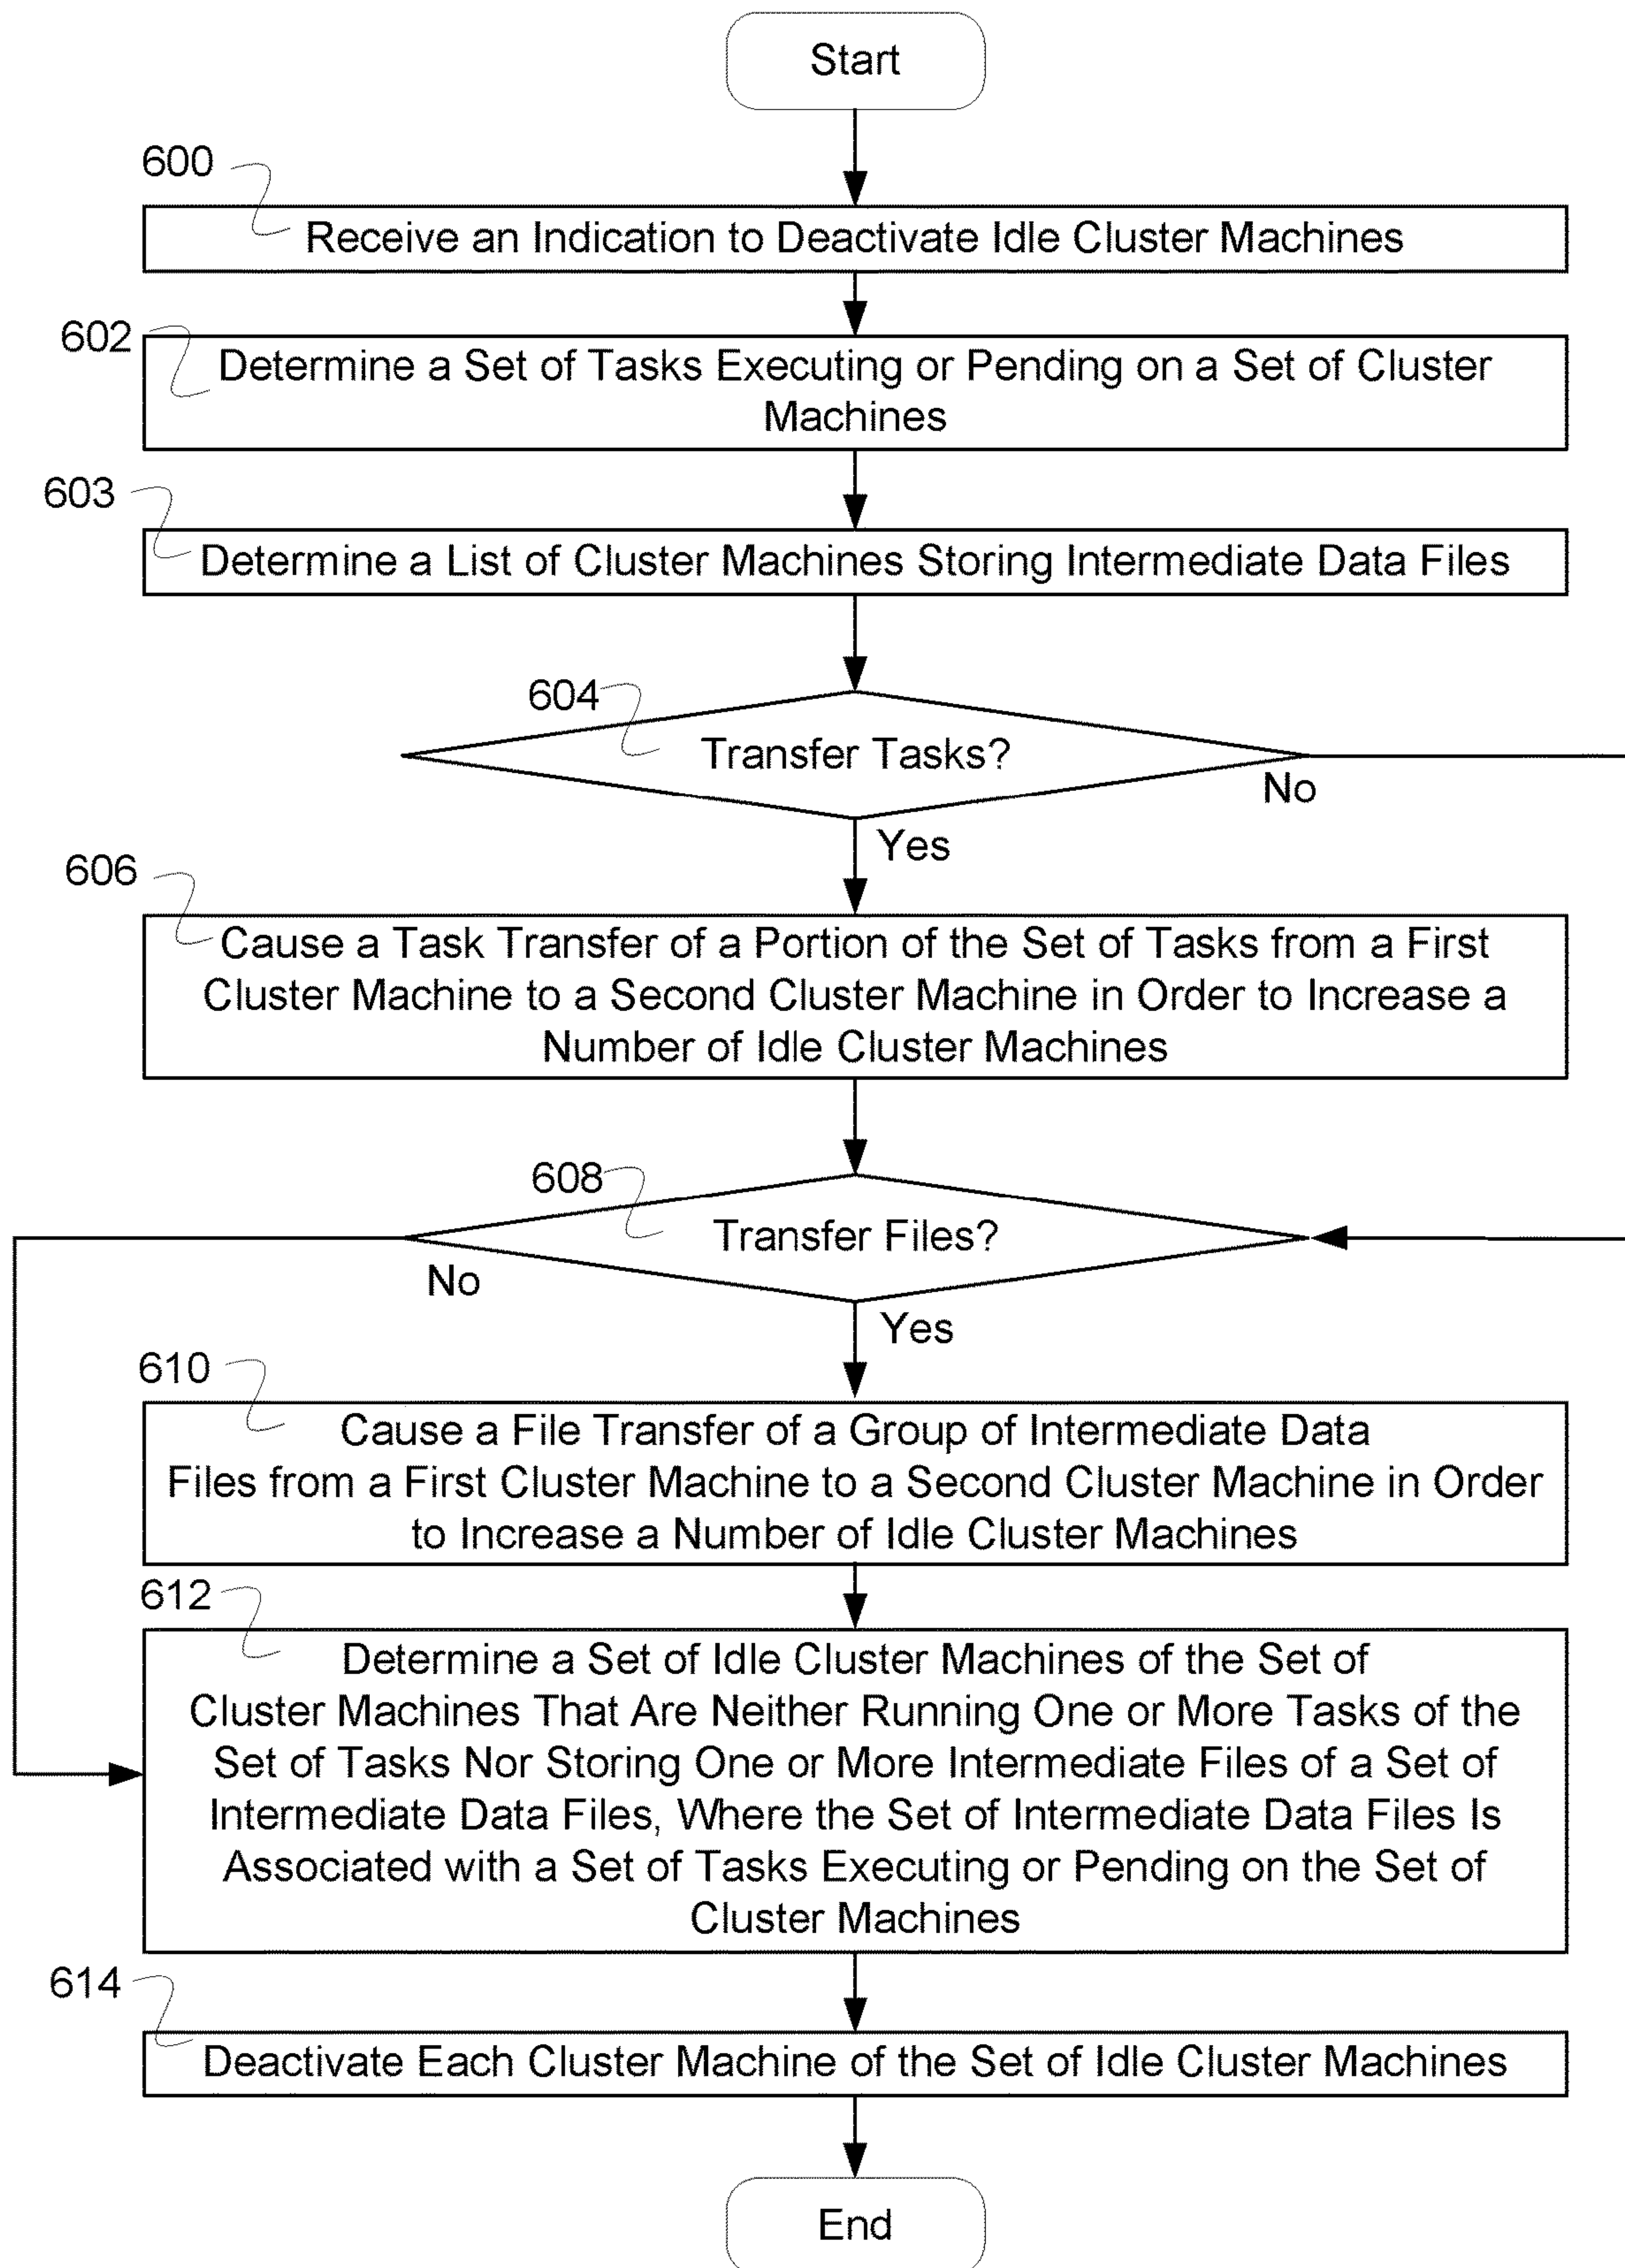 Start
600
Receive an Indication to Deactivate Idle Cluster Machines
602
Determine a Set of Tasks Executing or Pending on a Set of Cluster
Machines
603
Determine a List of Cluster Machines Storing Intermediate Data Files
604
Transfer Tasks?
No
Yes
606
Cause a Task Transfer of a Portion of the Set of Tasks from a First
Cluster Machine to a Second Cluster Machine in Order to Increase a
Number of Idle Cluster Machines
608
Transfer Files?
No
Yes
610
Cause a File Transfer of a Group of Intermediate Data
Files from a First Cluster Machine to a Second Cluster Machine in Order
to Increase a Number of Idle Cluster Machines
612
Determine a Set of Idle Cluster Machines of the Set of
Cluster Machines That Are Neither Running One or More Tasks of the
Set of Tasks Nor Storing One or More Intermediate Files of a Set of
Intermediate Data Files, Where the Set of Intermediate Data Files Is
Associated with a Set of Tasks Executing or Pending on the Set of
Cluster Machines
614
Deactivate Each Cluster Machine of the Set of Idle Cluster Machines
End